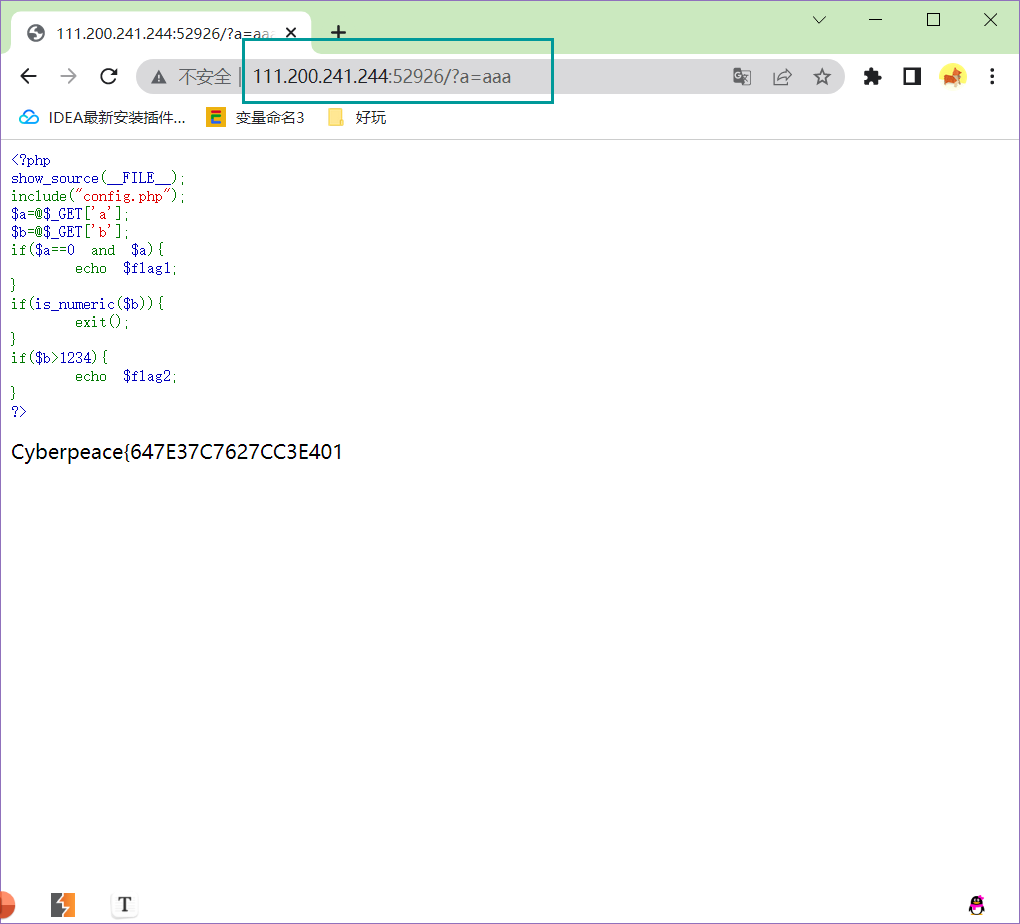 111.200.241.244:52926/?a=aaa
不安全 | 111.200.241.244:52926/?a=aaa
IDEA最新安装插件... 变量命名3 好玩
<?php
show_source(__FILE__);
include("config.php");
$a=@$_GET['a'];
$b=@$_GET['b'];
if($a==0 and $a){
echo $flag1;
}
if(is_numeric($b)){
exit();
}
if($b>1234){
echo $flag2;
}
?>
Cyberpeace{647E37C7627CC3E401
T